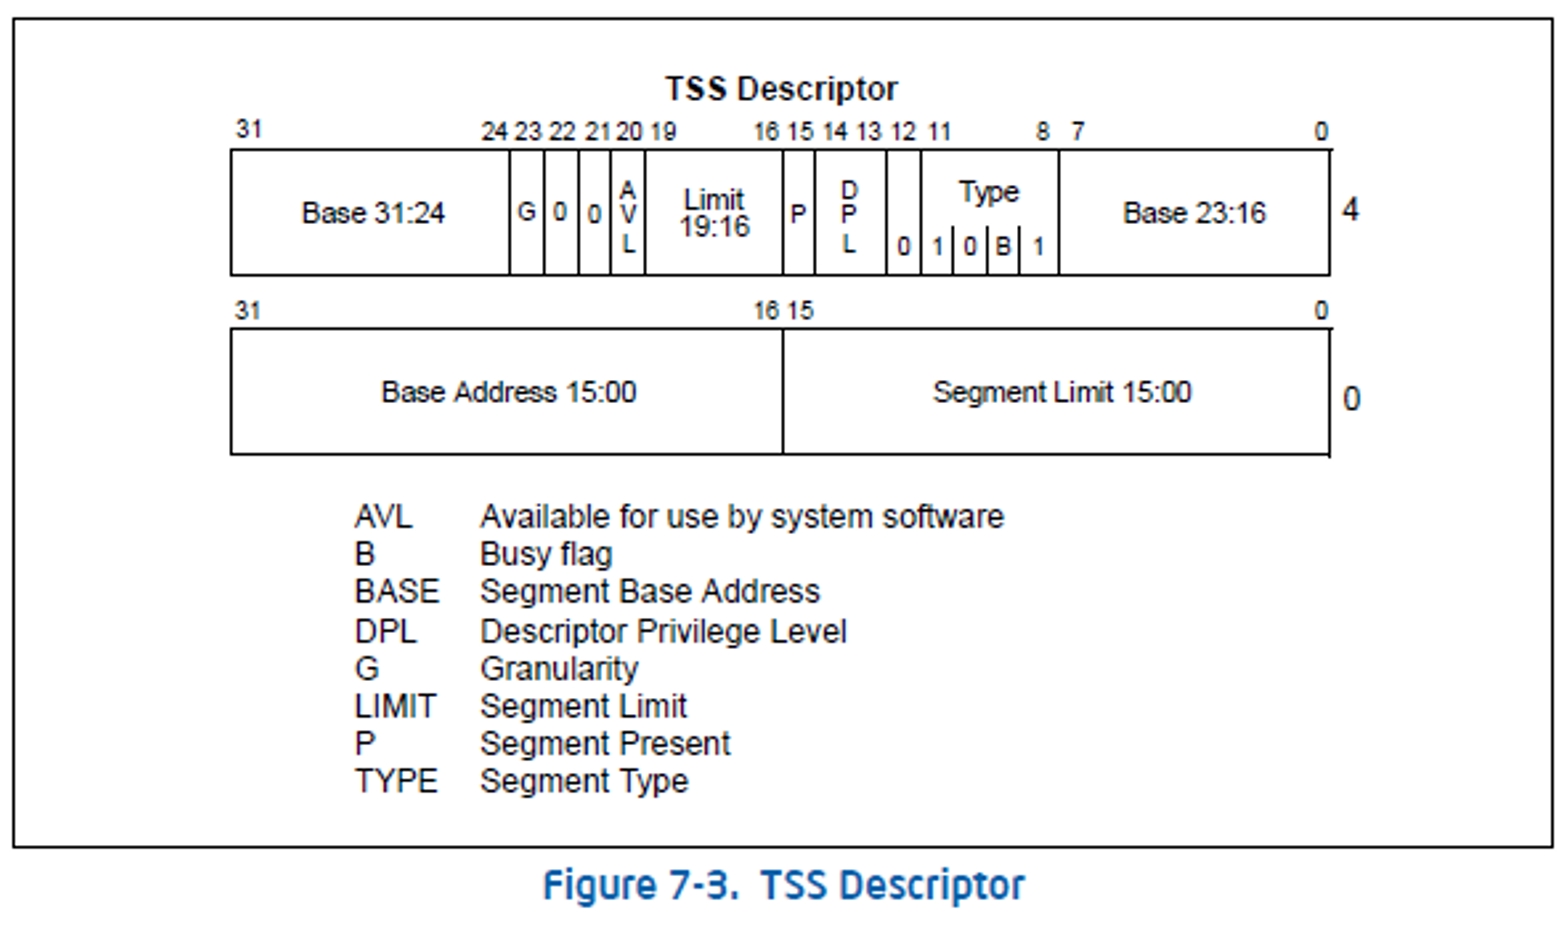 TSS Descriptor
31 24 23 22 21 20 19 16 15 14 13 12 11 8 7 0
Base 31:24 G 0 0 AVL Limit 19:16 P DPL 0 Type 1 0 B 1 Base 23:16 4
31 16 15 0
Base Address 15:00 Segment Limit 15:00 0
AVL Available for use by system software
B Busy flag
BASE Segment Base Address
DPL Descriptor Privilege Level
G Granularity
LIMIT Segment Limit
P Segment Present
TYPE Segment Type
Figure 7-3. TSS Descriptor